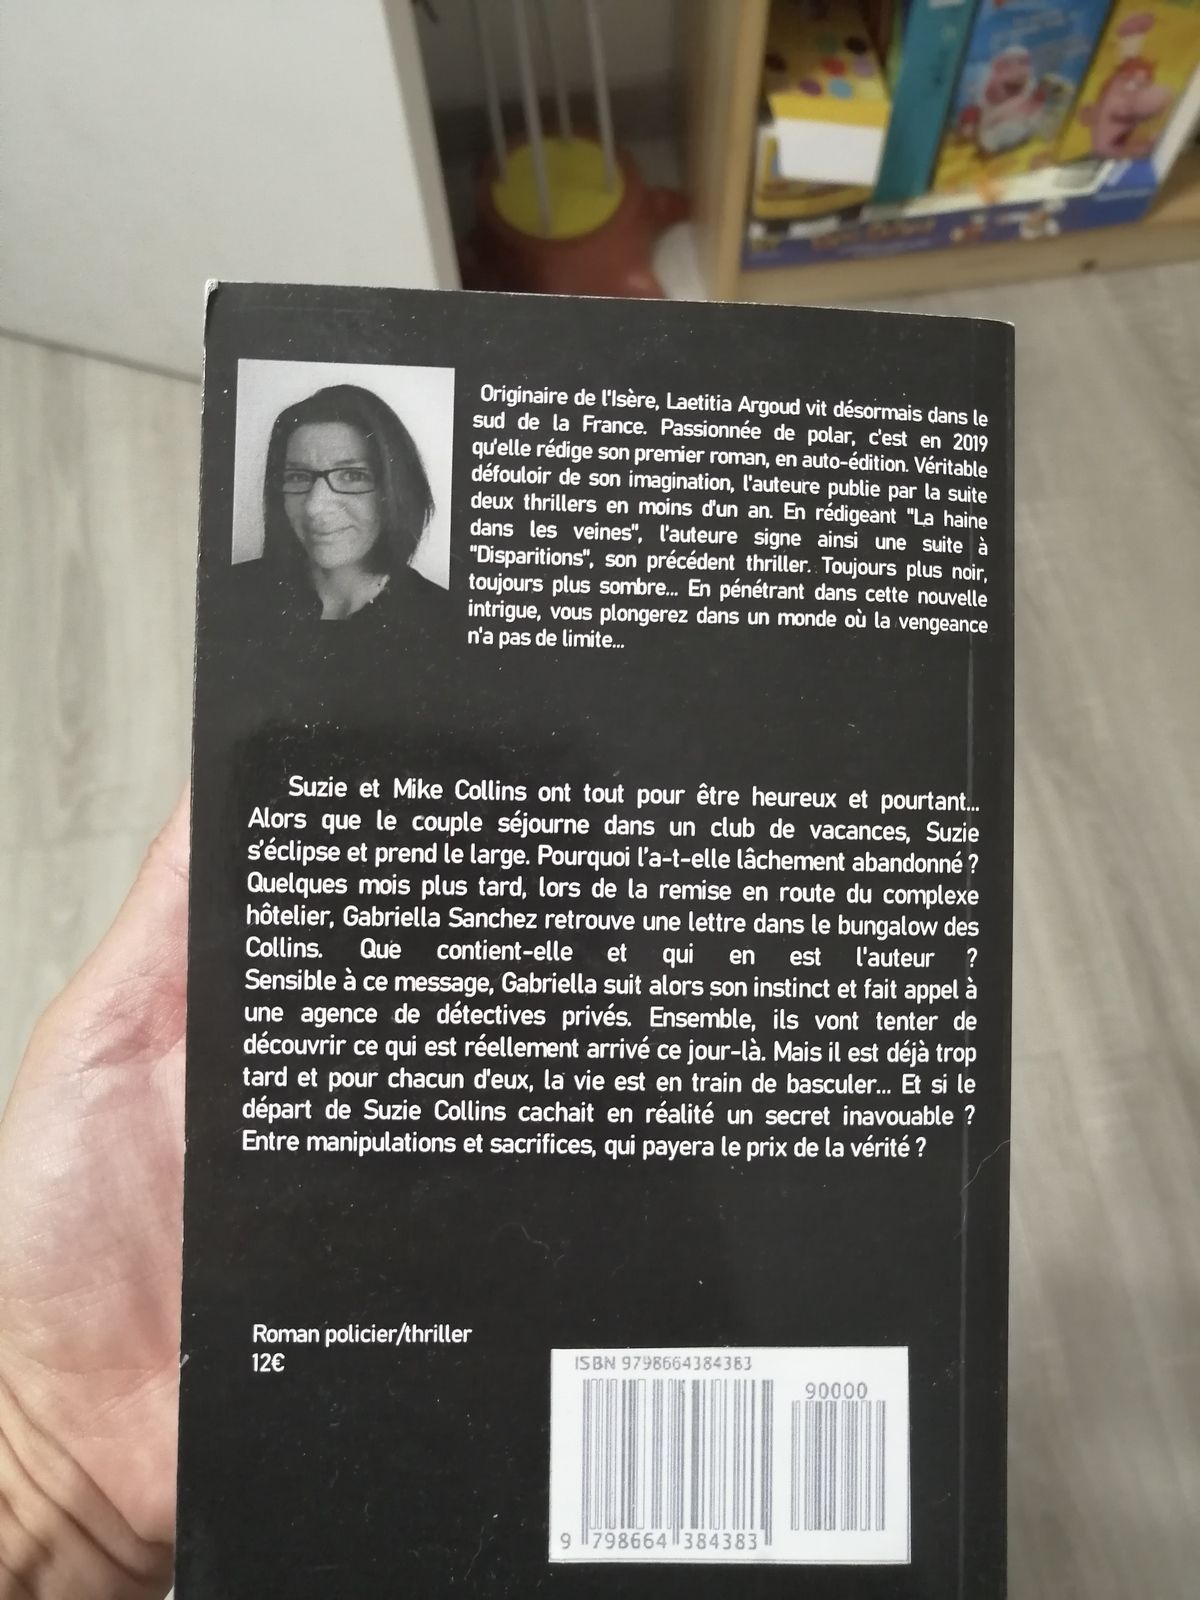 Originaire de l'Isère, Laetitia Argoud vit désormais dans le
sud de la France. Passionnée de polar, c'est en 2019
qu'elle rédige son premier roman, en auto-édition. Véritable
défouloir de son imagination, l'auteure publie par la suite
deux thrillers en moins d'un an. En rédigeant "La haine
dans les veines", l'auteure signe ainsi une suite à
"Disparitions", son précédent thriller. Toujours plus noir,
toujours plus sombre... En pénétrant dans cette nouvelle
intrigue, vous plongerez dans un monde où la vengeance
n'a pas de limite...
Suzie et Mike Collins ont tout pour être heureux et pourtant...
Alors que le couple séjourne dans un club de vacances, Suzie
s'éclipse et prend le large. Pourquoi l'a-t-elle lâchement abandonné ?
Quelques mois plus tard, lors de la remise en route du complexe
hôtelier, Gabriella Sanchez retrouve une lettre dans le bungalow des
Collins. Que contient-elle et qui en est l'auteur ?
Sensible à ce message, Gabriella suit alors son instinct et fait appel à
une agence de détectives privés. Ensemble, ils vont tenter de
découvrir ce qui est réellement arrivé ce jour-là. Mais il est déjà trop
tard et pour chacun d'eux, la vie est en train de basculer... Et si le
départ de Suzie Collins cachait en réalité un secret inavouable ?
Entre manipulations et sacrifices, qui payera le prix de la vérité ?
Roman policier/thriller
12€
ISBN 9798664384383
90000
9 798664 384383